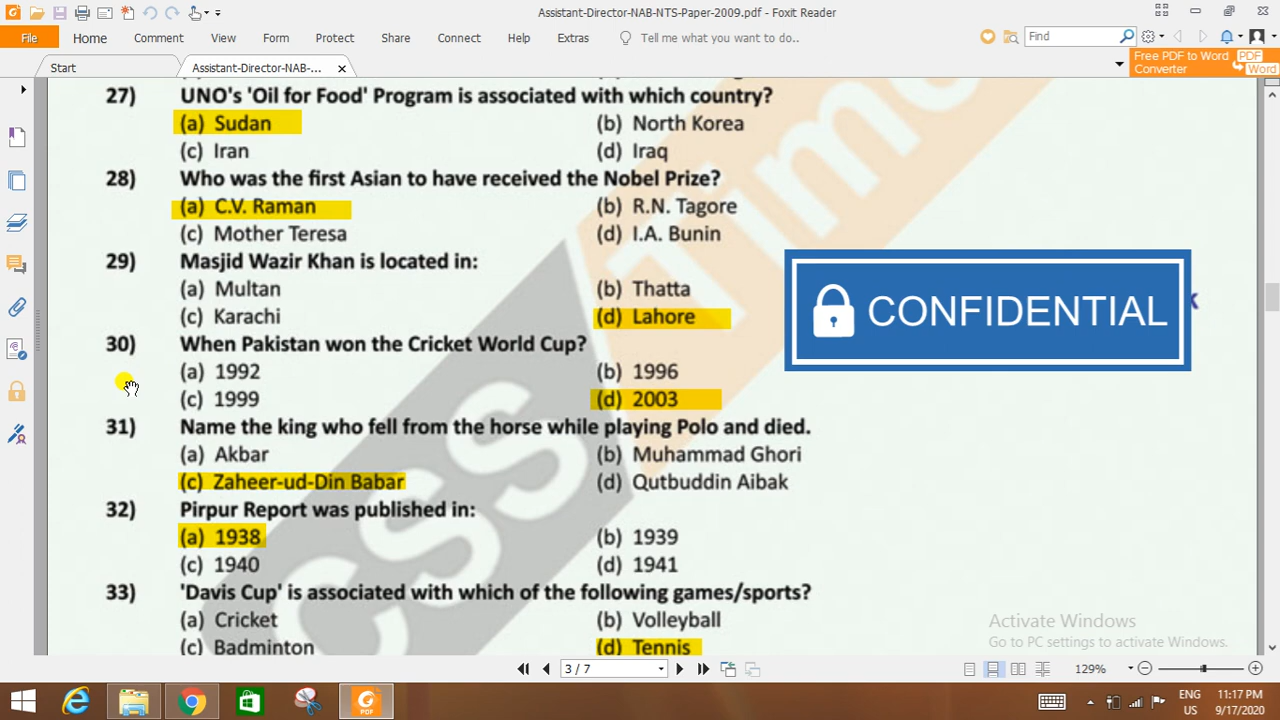 Assistant-Director-NAB-NTS-Paper-2009.pdf - Foxit Reader
File Home Comment View Form Protect Share Connect Help Extras Tell me what you want to do.. Find
Start Assistant-Director-NAB-... Free PDF to Word Converter PDF Word
27) UNO's 'Oil for Food' Program is associated with which country?
(a) Sudan (b) North Korea
(c) Iran (d) Iraq
28) Who was the first Asian to have received the Nobel Prize?
(a) C.V. Raman (b) R.N. Tagore
(c) Mother Teresa (d) I.A. Bunin
29) Masjid Wazir Khan is located in:
(a) Multan (b) Thatta
(c) Karachi (d) Lahore
CONFIDENTIAL
30) When Pakistan won the Cricket World Cup?
(a) 1992 (b) 1996
(c) 1999 (d) 2003
31) Name the king who fell from the horse while playing Polo and died.
(a) Akbar (b) Muhammad Ghori
(c) Zaheer-ud-Din Babar (d) Qutbuddin Aibak
32) Pirpur Report was published in:
(a) 1938 (b) 1939
(c) 1940 (d) 1941
33) 'Davis Cup' is associated with which of the following games/sports?
(a) Cricket (b) Volleyball
(c) Badminton (d) Tennis
CSS Time
Activate Windows
Go to PC settings to activate Windows.
3 / 7 129%
PDF ENG 11:17 PM
US 9/17/2020